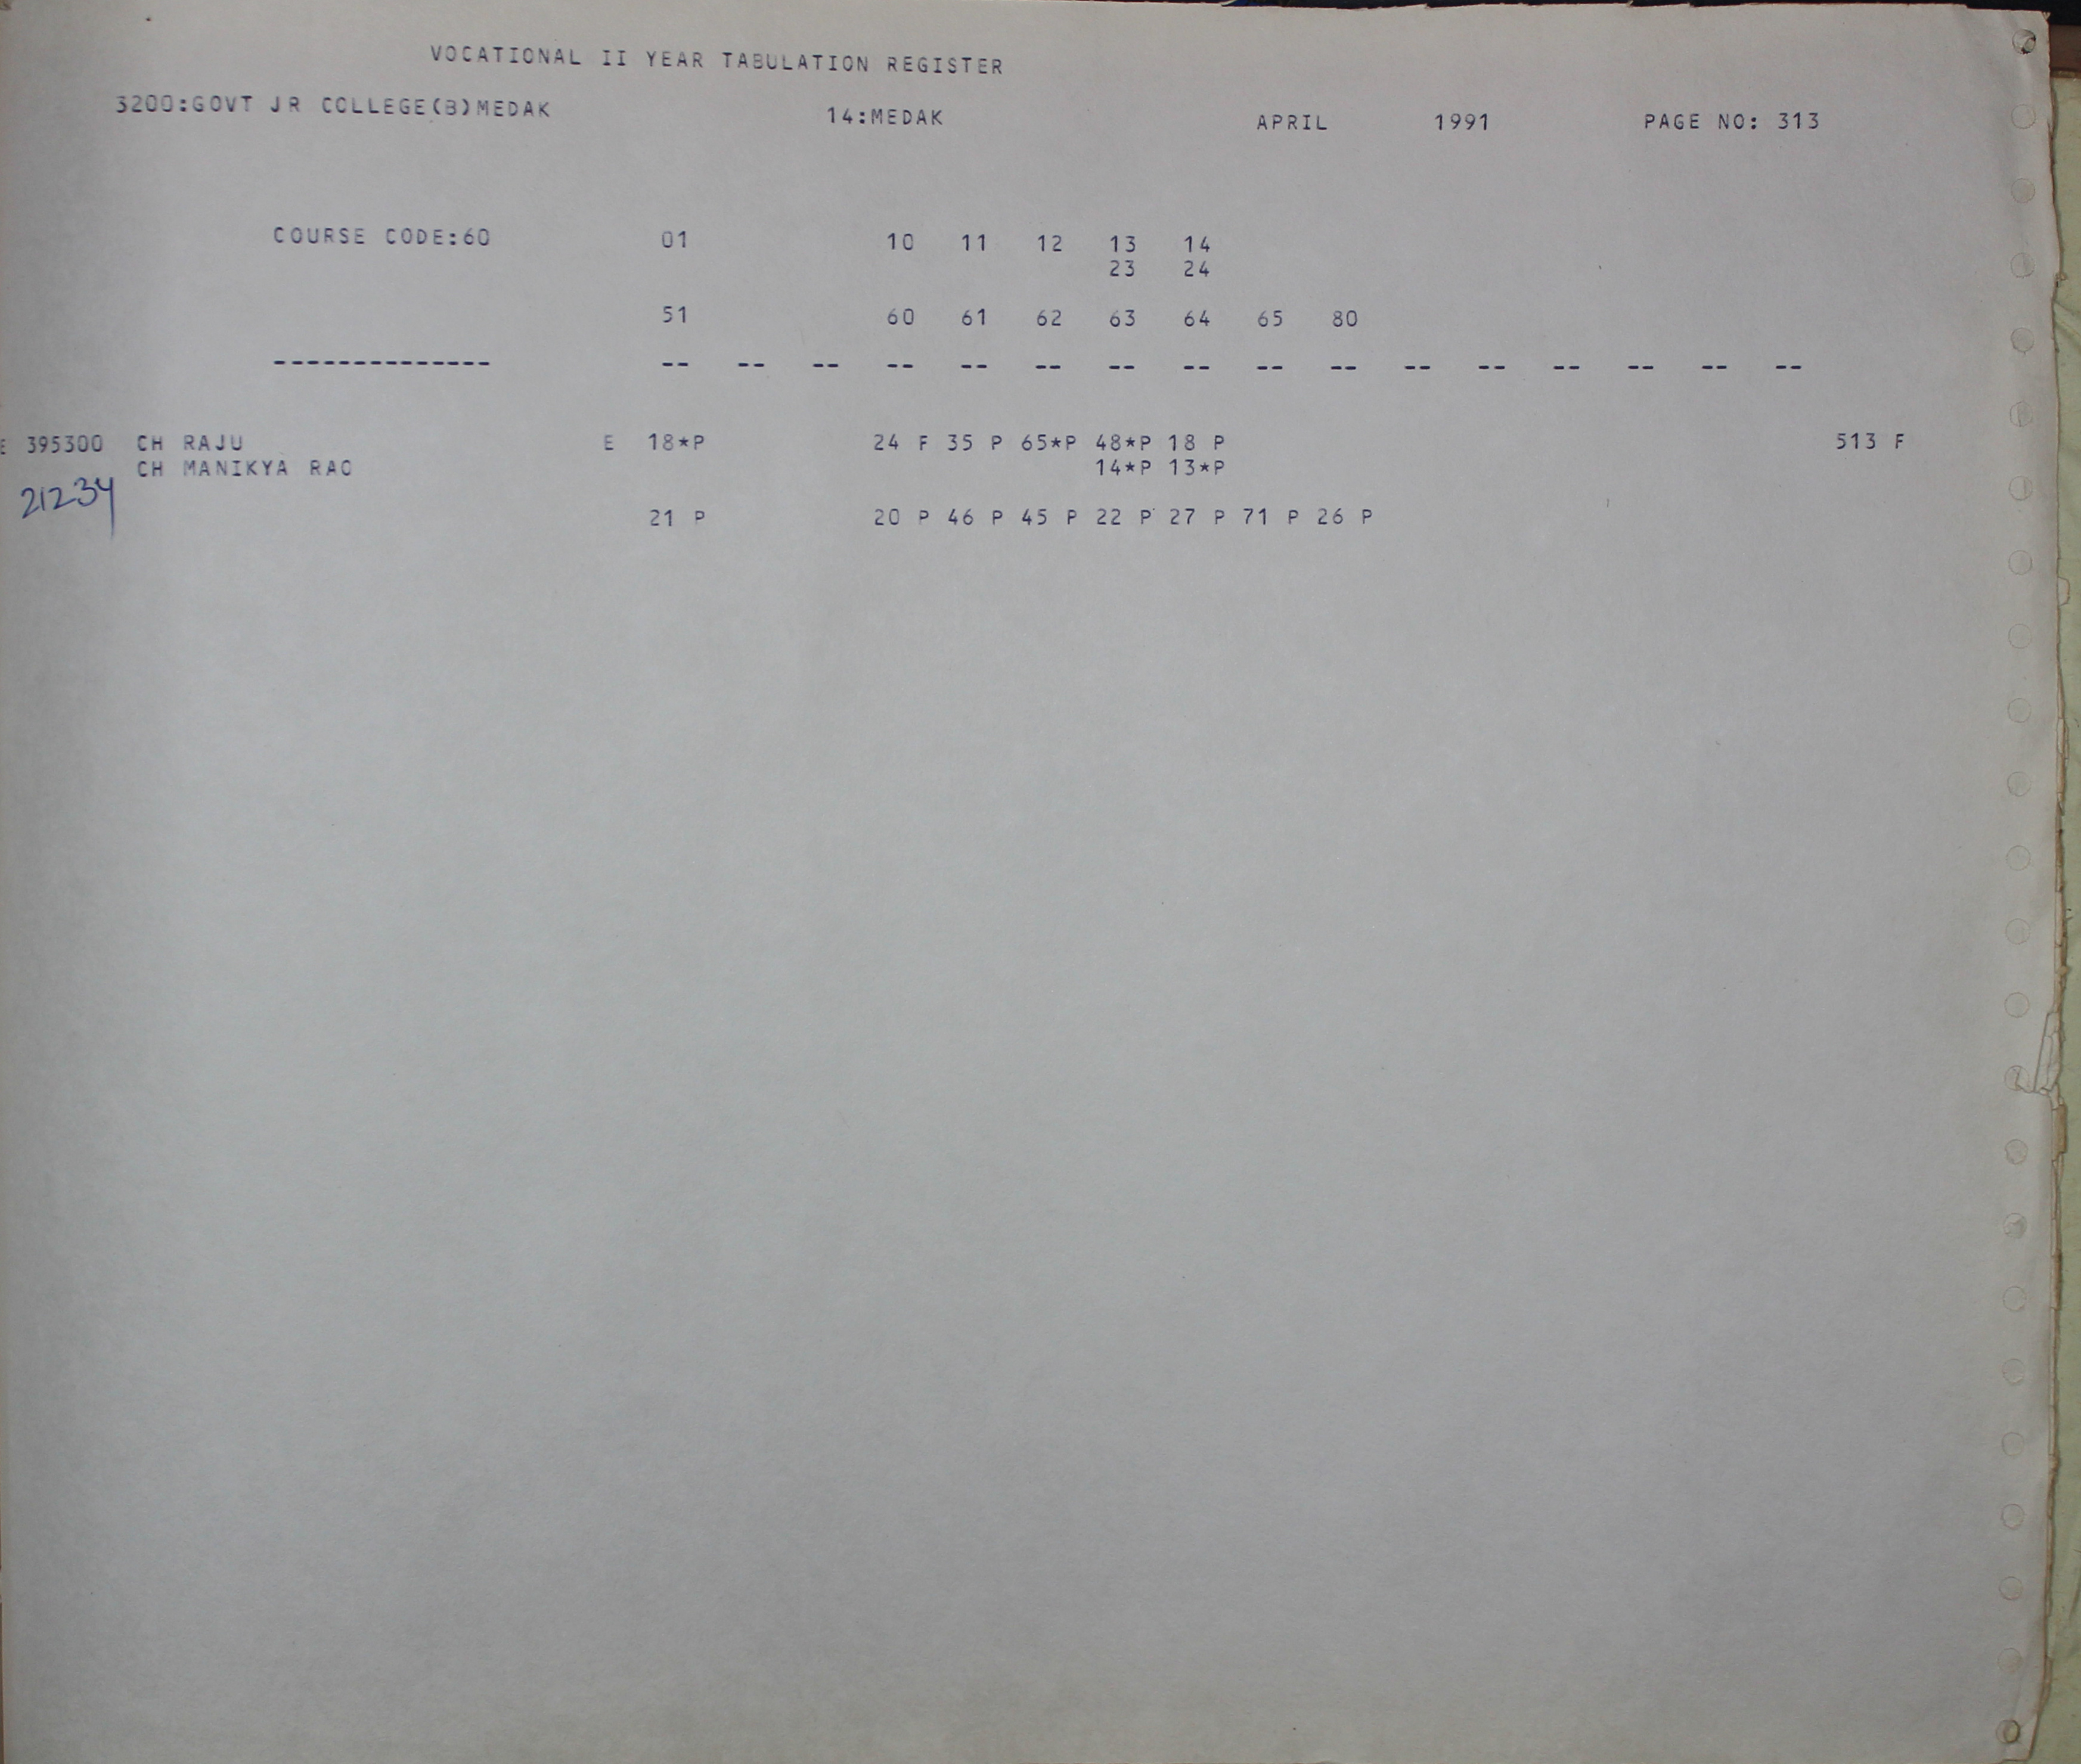 VOCATIONAL II YEAR TABULATION REGISTER
3200:GOVT JR COLLEGE(B)MEDAK 14:MEDAK APRIL 1991 PAGE NO: 313
COURSE CODE:60 01 10 11 12 13 14
23 24
51 60 61 62 63 64 65 80
-------------- -- -- -- -- -- -- -- -- -- -- -- -- -- -- -- --
E 395300 CH RAJU E 18*P 24 F 35 P 65*P 48*P 18 P 513 F
CH MANIKYA RAO 14*P 13*P
21234
21 P 20 P 46 P 45 P 22 P 27 P 71 P 26 P